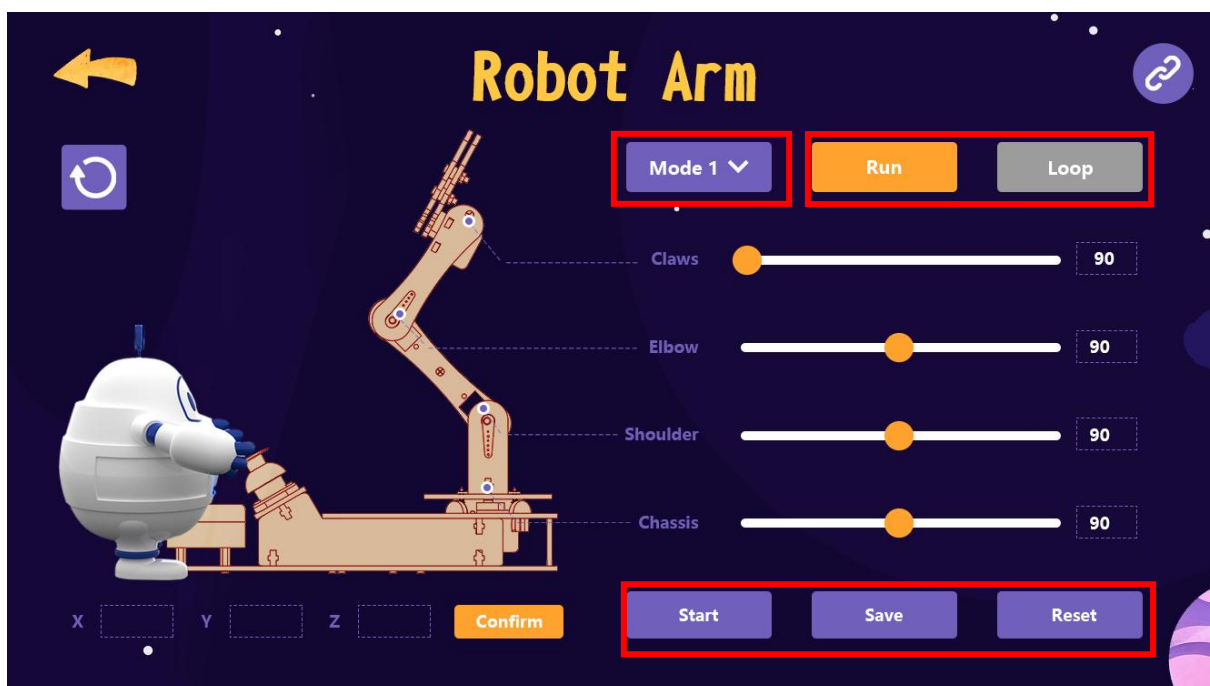 Robot Arm
Mode 1 Run Loop
Claws 90
Elbow 90
Shoulder 90
Chassis 90
X Y Z Confirm Start Save Reset